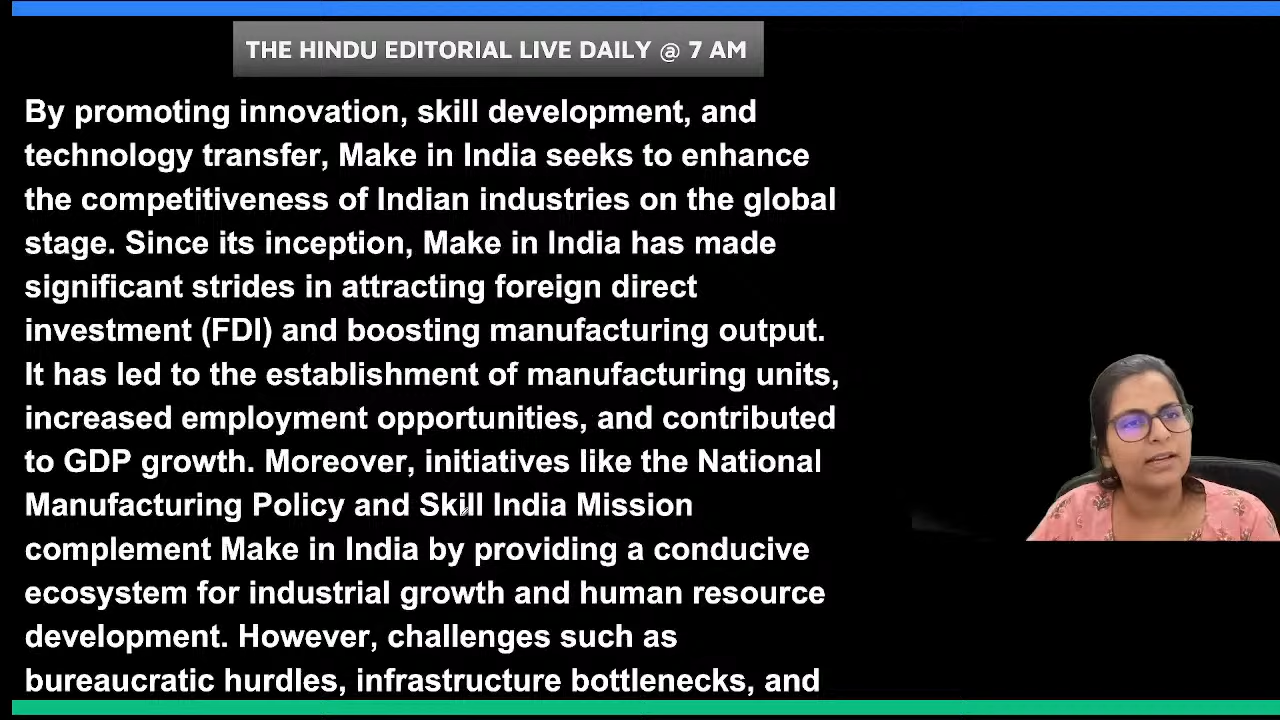 THE HINDU EDITORIAL LIVE DAILY @ 7 AM
By promoting innovation, skill development, and
technology transfer, Make in India seeks to enhance
the competitiveness of Indian industries on the global
stage. Since its inception, Make in India has made
significant strides in attracting foreign direct
investment (FDI) and boosting manufacturing output.
It has led to the establishment of manufacturing units,
increased employment opportunities, and contributed
to GDP growth. Moreover, initiatives like the National
Manufacturing Policy and Skill India Mission
complement Make in India by providing a conducive
ecosystem for industrial growth and human resource
development. However, challenges such as
bureaucratic hurdles, infrastructure bottlenecks, and